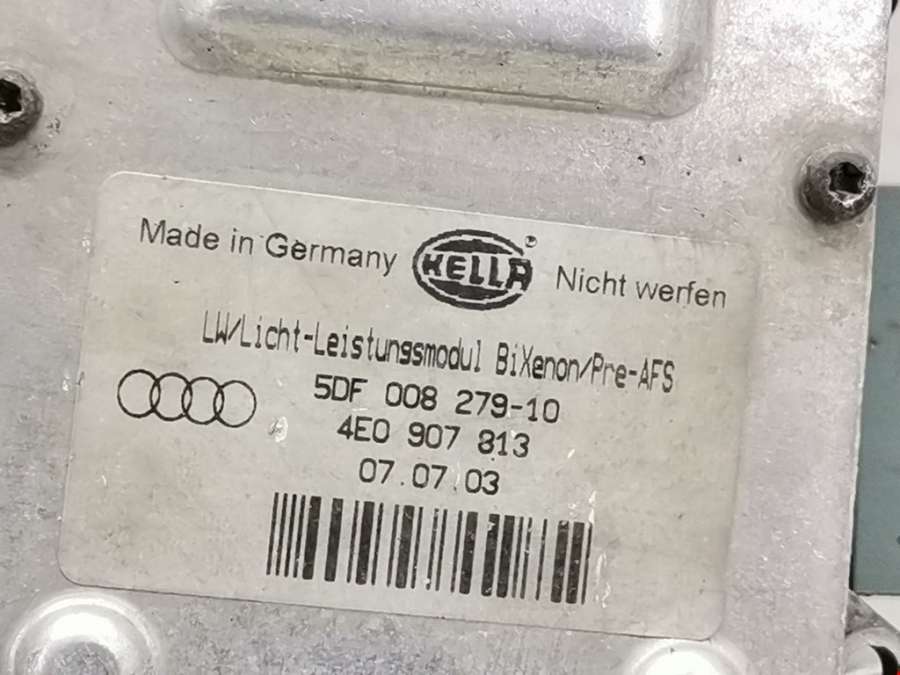 Made in Germany HELLA ® Nicht werfen
LW/Licht-Leistungsmodul BiXenon/Pre-AFS
5DF 008 279-10
4E0 907 813
07.07.03